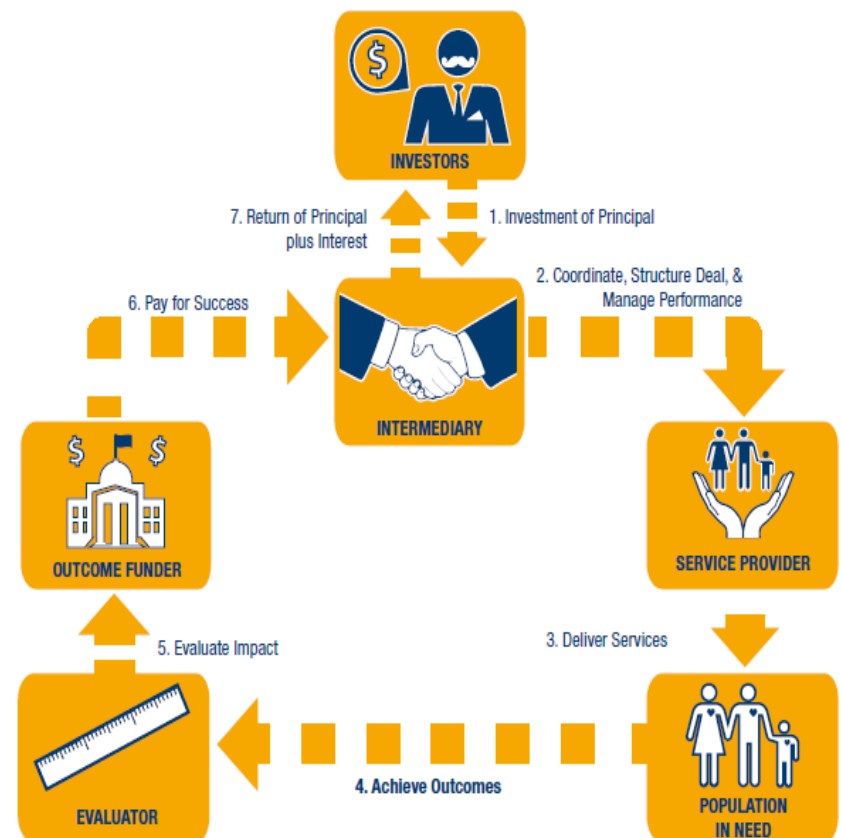 $
INVESTORS
7. Return of Principal
plus Interest
1. Investment of Principal
2. Coordinate, Structure Deal, &
Manage Performance
6. Pay for Success
INTERMEDIARY
$ $
OUTCOME FUNDER
SERVICE PROVIDER
5. Evaluate Impact
3. Deliver Services
4. Achieve Outcomes
EVALUATOR
POPULATION
IN NEED